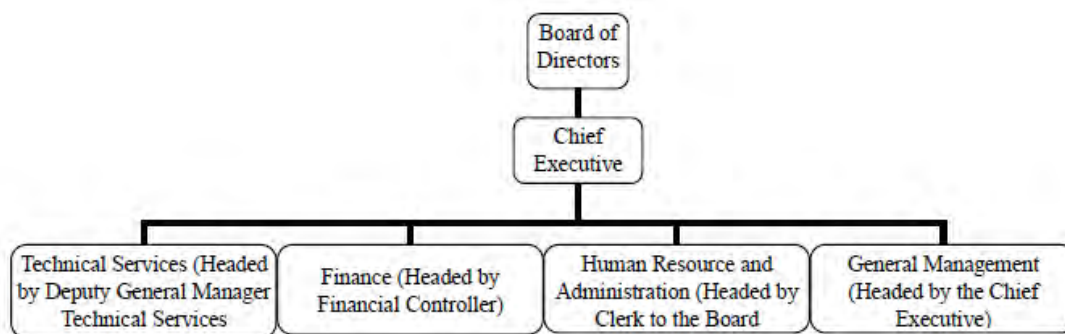 Board of
Directors
Chief
Executive
Technical Services (Headed
by Deputy General Manager
Technical Services
Finance (Headed by
Financial Controller)
Human Resource and
Administration (Headed by
Clerk to the Board
General Management
(Headed by the Chief
Executive)